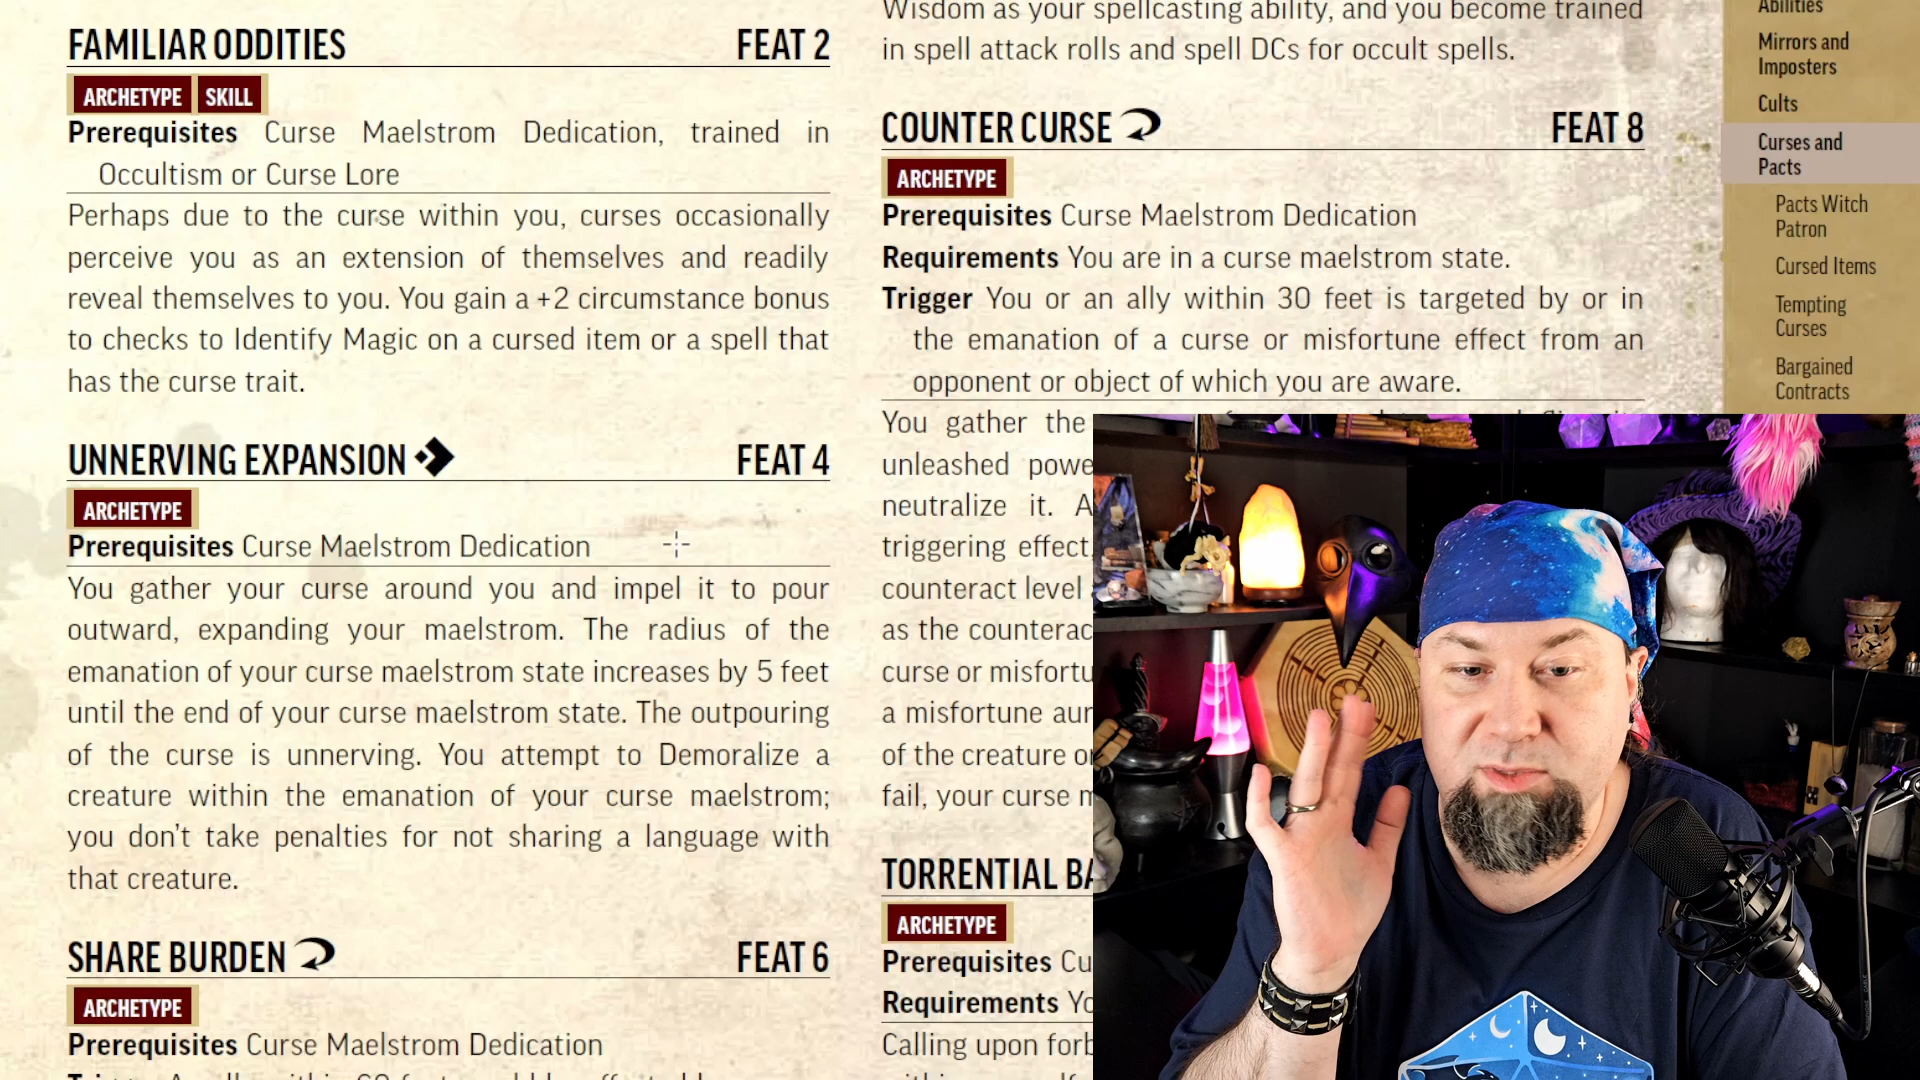 FAMILIAR ODDITIES FEAT 2
ARCHETYPE SKILL
Prerequisites Curse Maelstrom Dedication, trained in
Occultism or Curse Lore
Perhaps due to the curse within you, curses occasionally
perceive you as an extension of themselves and readily
reveal themselves to you. You gain a +2 circumstance bonus
to checks to Identify Magic on a cursed item or a spell that
has the curse trait.
UNNERVING EXPANSION FEAT 4
ARCHETYPE
Prerequisites Curse Maelstrom Dedication
You gather your curse around you and impel it to pour
outward, expanding your maelstrom. The radius of the
emanation of your curse maelstrom state increases by 5 feet
until the end of your curse maelstrom state. The outpouring
of the curse is unnerving. You attempt to Demoralize a
creature within the emanation of your curse maelstrom;
you don't take penalties for not sharing a language with
that creature.
SHARE BURDEN FEAT 6
ARCHETYPE
Prerequisites Curse Maelstrom Dedication
Wisdom as your spellcasting ability, and you become trained
in spell attack rolls and spell DCs for occult spells.
COUNTER CURSE FEAT 8
ARCHETYPE
Prerequisites Curse Maelstrom Dedication
Requirements You are in a curse maelstrom state.
Trigger You or an ally within 30 feet is targeted by or in
the emanation of a curse or misfortune effect from an
opponent or object of which you are aware.
You gather the
unleashed powe
neutralize it. A
triggering effect.
counteract level
as the counterac
curse or misfortu
a misfortune aur
of the creature or
fail, your curse m
TORRENTIAL BA
ARCHETYPE
Prerequisites Cu
Requirements Yo
Calling upon forb
Abilities
Mirrors and
Imposters
Cults
Curses and
Pacts
Pacts Witch
Patron
Cursed Items
Tempting
Curses
Bargained
Contracts